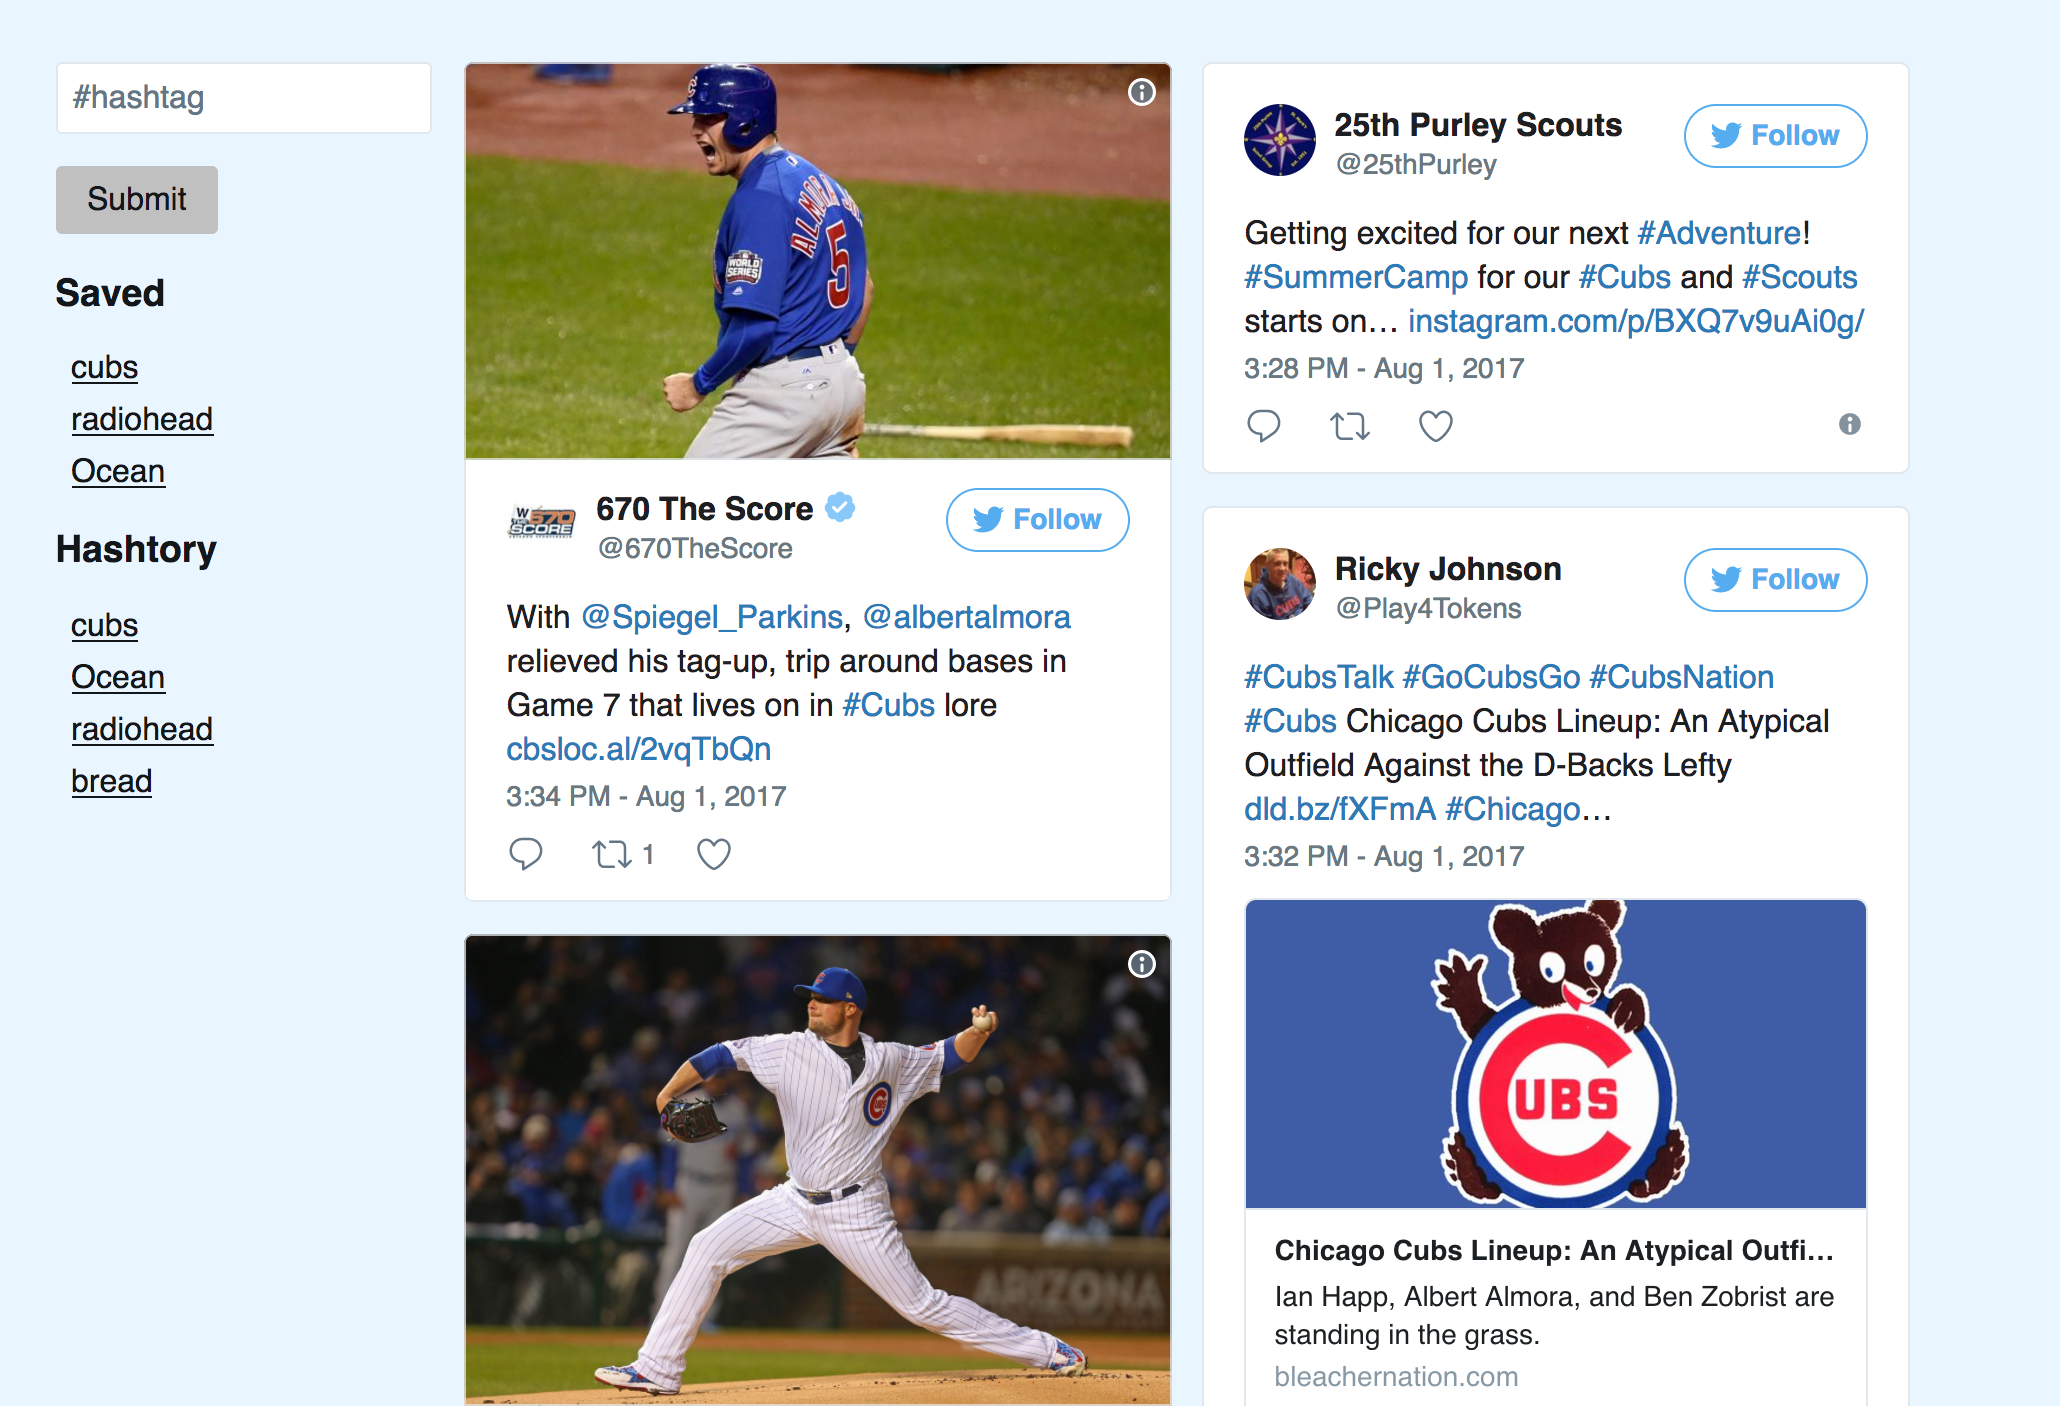 #hashtag
Submit
Saved
cubs
radiohead
Ocean
Hashtory
cubs
Ocean
radiohead
bread
ALMORA JR.
5
WORLD
SERIES
W
670
THE
SCORE
670 The Score
@670TheScore
Follow
With @Spiegel_Parkins, @albertalmora
relieved his tag-up, trip around bases in
Game 7 that lives on in #Cubs lore
cbsloc.al/2vqTbQn
3:34 PM - Aug 1, 2017
1
UBS
ARIZONA
25th Purley Scouts
@25thPurley
Follow
Getting excited for our next #Adventure!
#SummerCamp for our #Cubs and #Scouts
starts on… instagram.com/p/BXQ7v9uAi0g/
3:28 PM - Aug 1, 2017
Ricky Johnson
@Play4Tokens
Follow
#CubsTalk #GoCubsGo #CubsNation
#Cubs Chicago Cubs Lineup: An Atypical
Outfield Against the D-Backs Lefty
dld.bz/fXFmA #Chicago…
3:32 PM - Aug 1, 2017
CUBS
Chicago Cubs Lineup: An Atypical Outfi…
Ian Happ, Albert Almora, and Ben Zobrist are
standing in the grass.
bleachernation.com